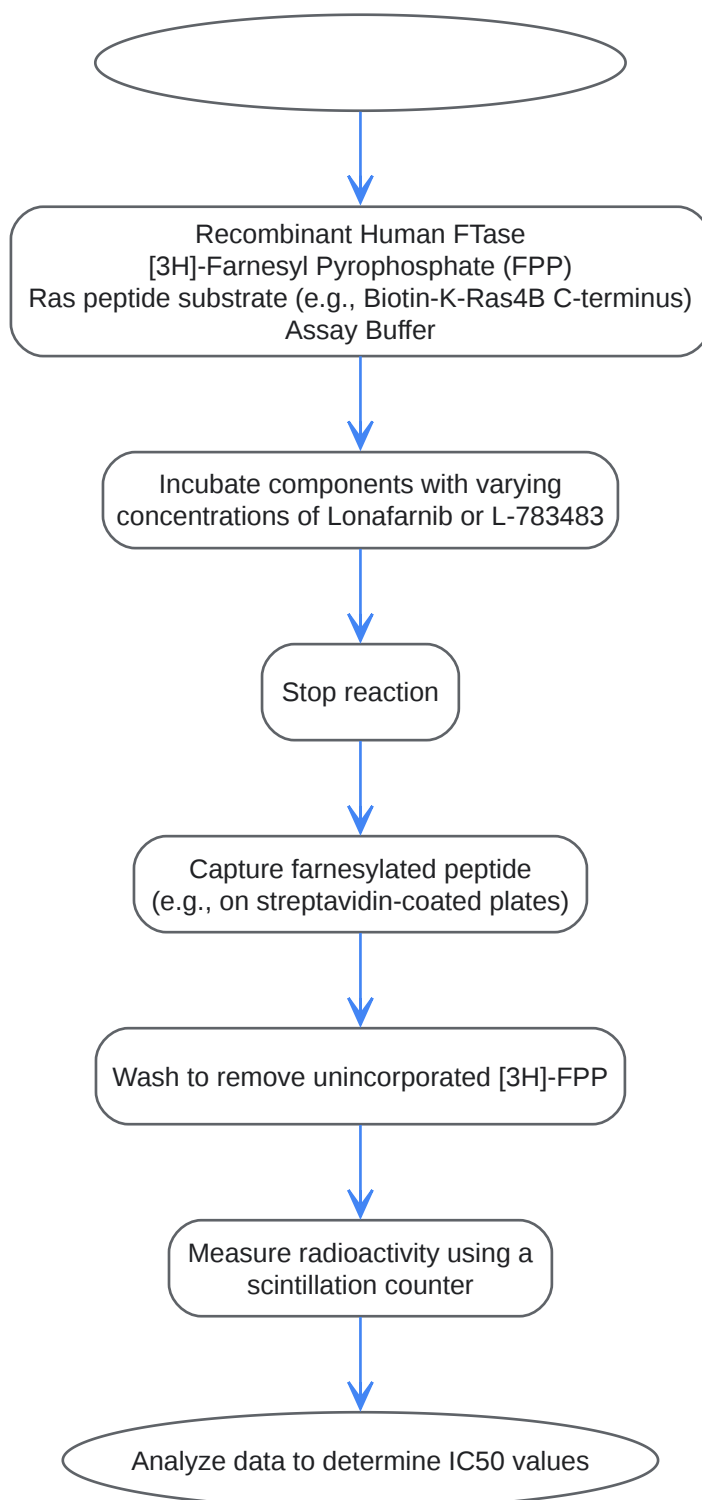 Recombinant Human FTase
[3H]-Farnesyl Pyrophosphate (FPP)
Ras peptide substrate (e.g., Biotin-K-Ras4B C-terminus)
Assay Buffer
Incubate components with varying
concentrations of Lonafarnib or L-783483
Stop reaction
Capture farnesylated peptide
(e.g., on streptavidin-coated plates)
Wash to remove unincorporated [3H]-FPP
Measure radioactivity using a
scintillation counter
Analyze data to determine IC50 values